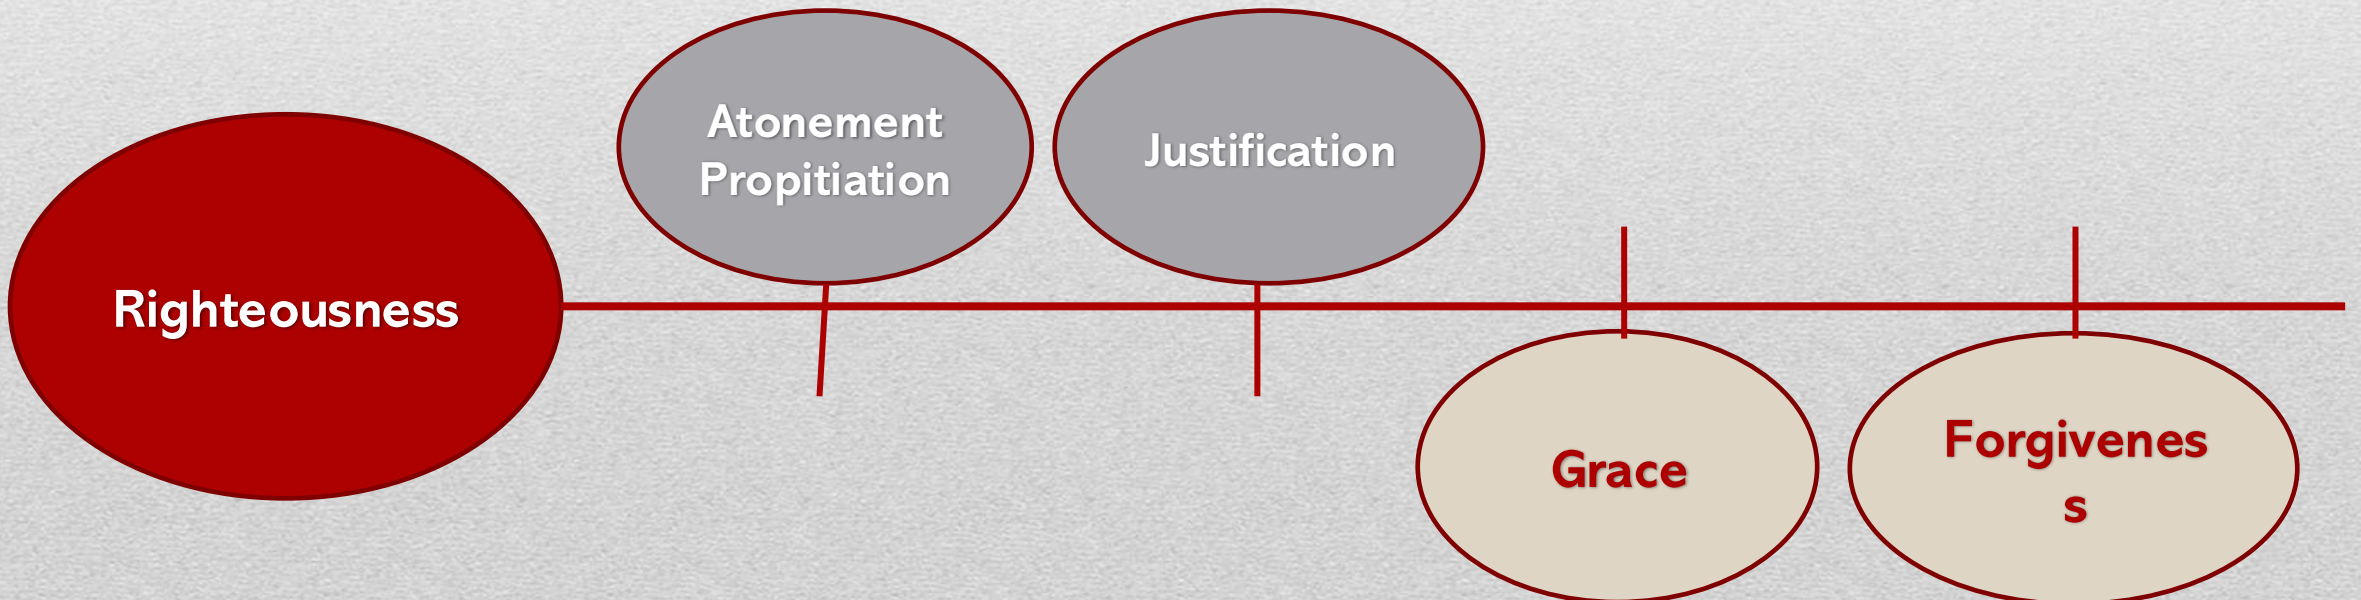 Righteousness
Atonement
Propitiation
Justification
Grace
Forgivenes
s